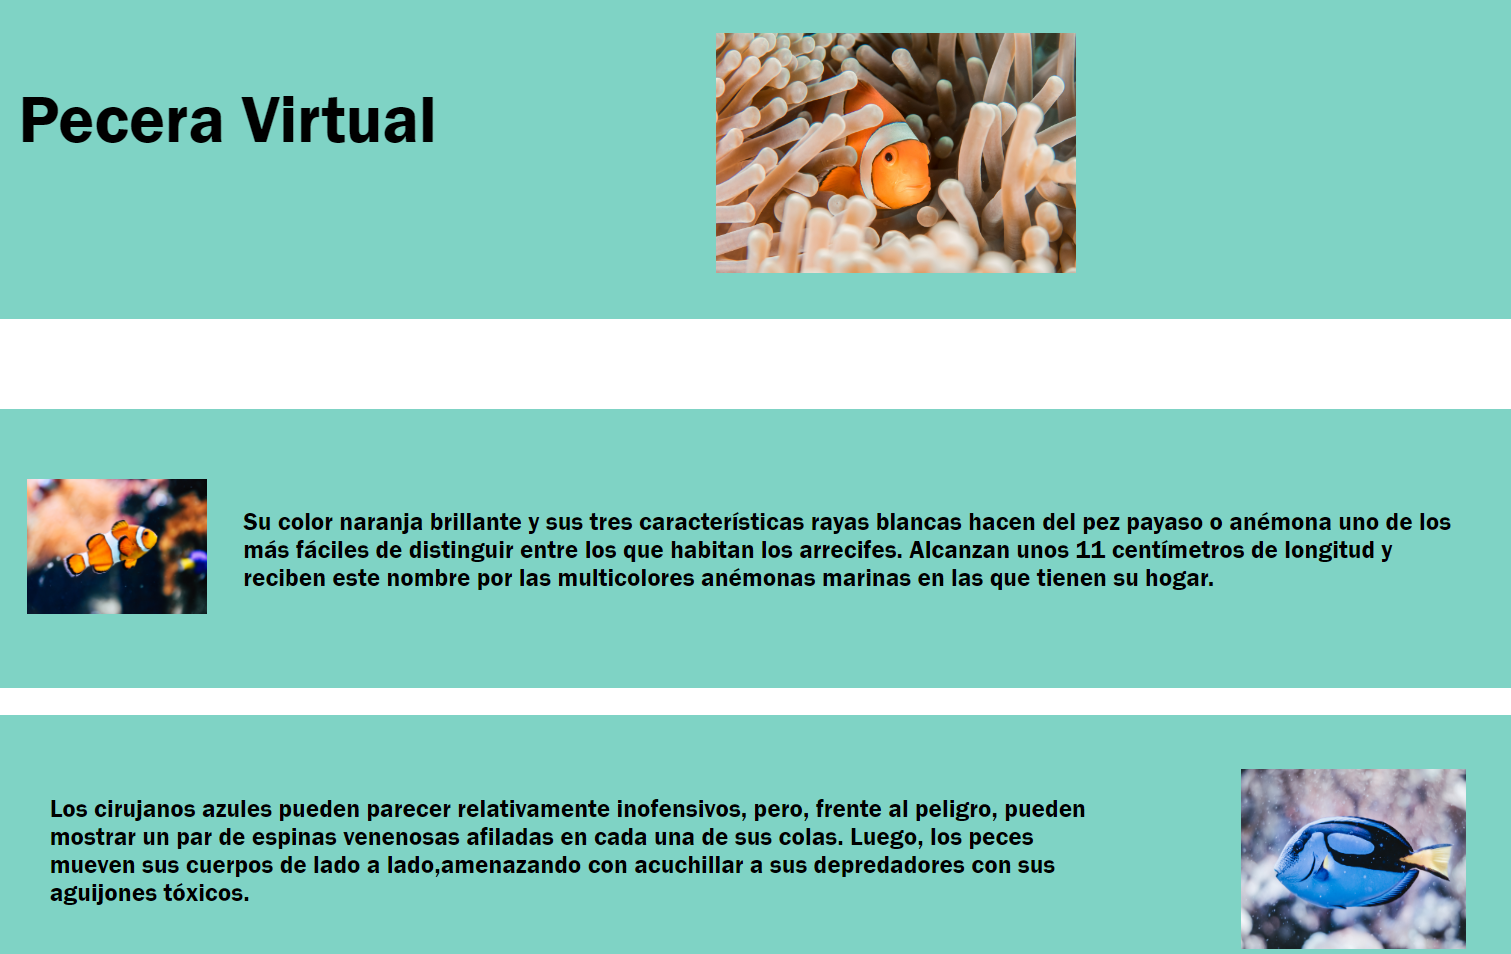 Pecera Virtual
Su color naranja brillante y sus tres características rayas blancas hacen del pez payaso o anémona uno de los
más fáciles de distinguir entre los que habitan los arrecifes. Alcanzan unos 11 centímetros de longitud y
reciben este nombre por las multicolores anémonas marinas en las que tienen su hogar.
Los cirujanos azules pueden parecer relativamente inofensivos, pero, frente al peligro, pueden
mostrar un par de espinas venenosas afiladas en cada una de sus colas. Luego, los peces
mueven sus cuerpos de lado a lado,amenazando con acuchillar a sus depredadores con sus
aguijones tóxicos.